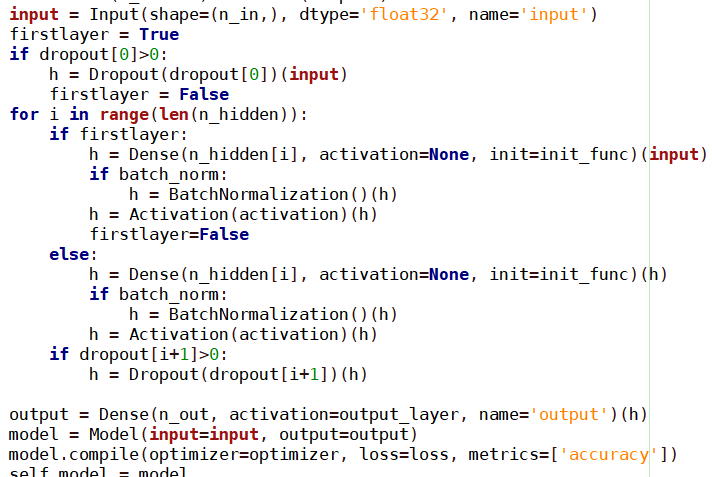 input = Input(shape=(n_in,), dtype='float32', name='input')
firstlayer = True
if dropout[0]>0:
    h = Dropout(dropout[0])(input)
    firstlayer = False
for i in range(len(n_hidden)):
    if firstlayer:
        h = Dense(n_hidden[i], activation=None, init=init_func)(input)
        if batch_norm:
            h = BatchNormalization()(h)
        h = Activation(activation)(h)
        firstlayer=False
    else:
        h = Dense(n_hidden[i], activation=None, init=init_func)(h)
        if batch_norm:
            h = BatchNormalization()(h)
        h = Activation(activation)(h)
    if dropout[i+1]>0:
        h = Dropout(dropout[i+1])(h)

output = Dense(n_out, activation=output_layer, name='output')(h)
model = Model(input=input, output=output)
model.compile(optimizer=optimizer, loss=loss, metrics=['accuracy'])
self.model = model